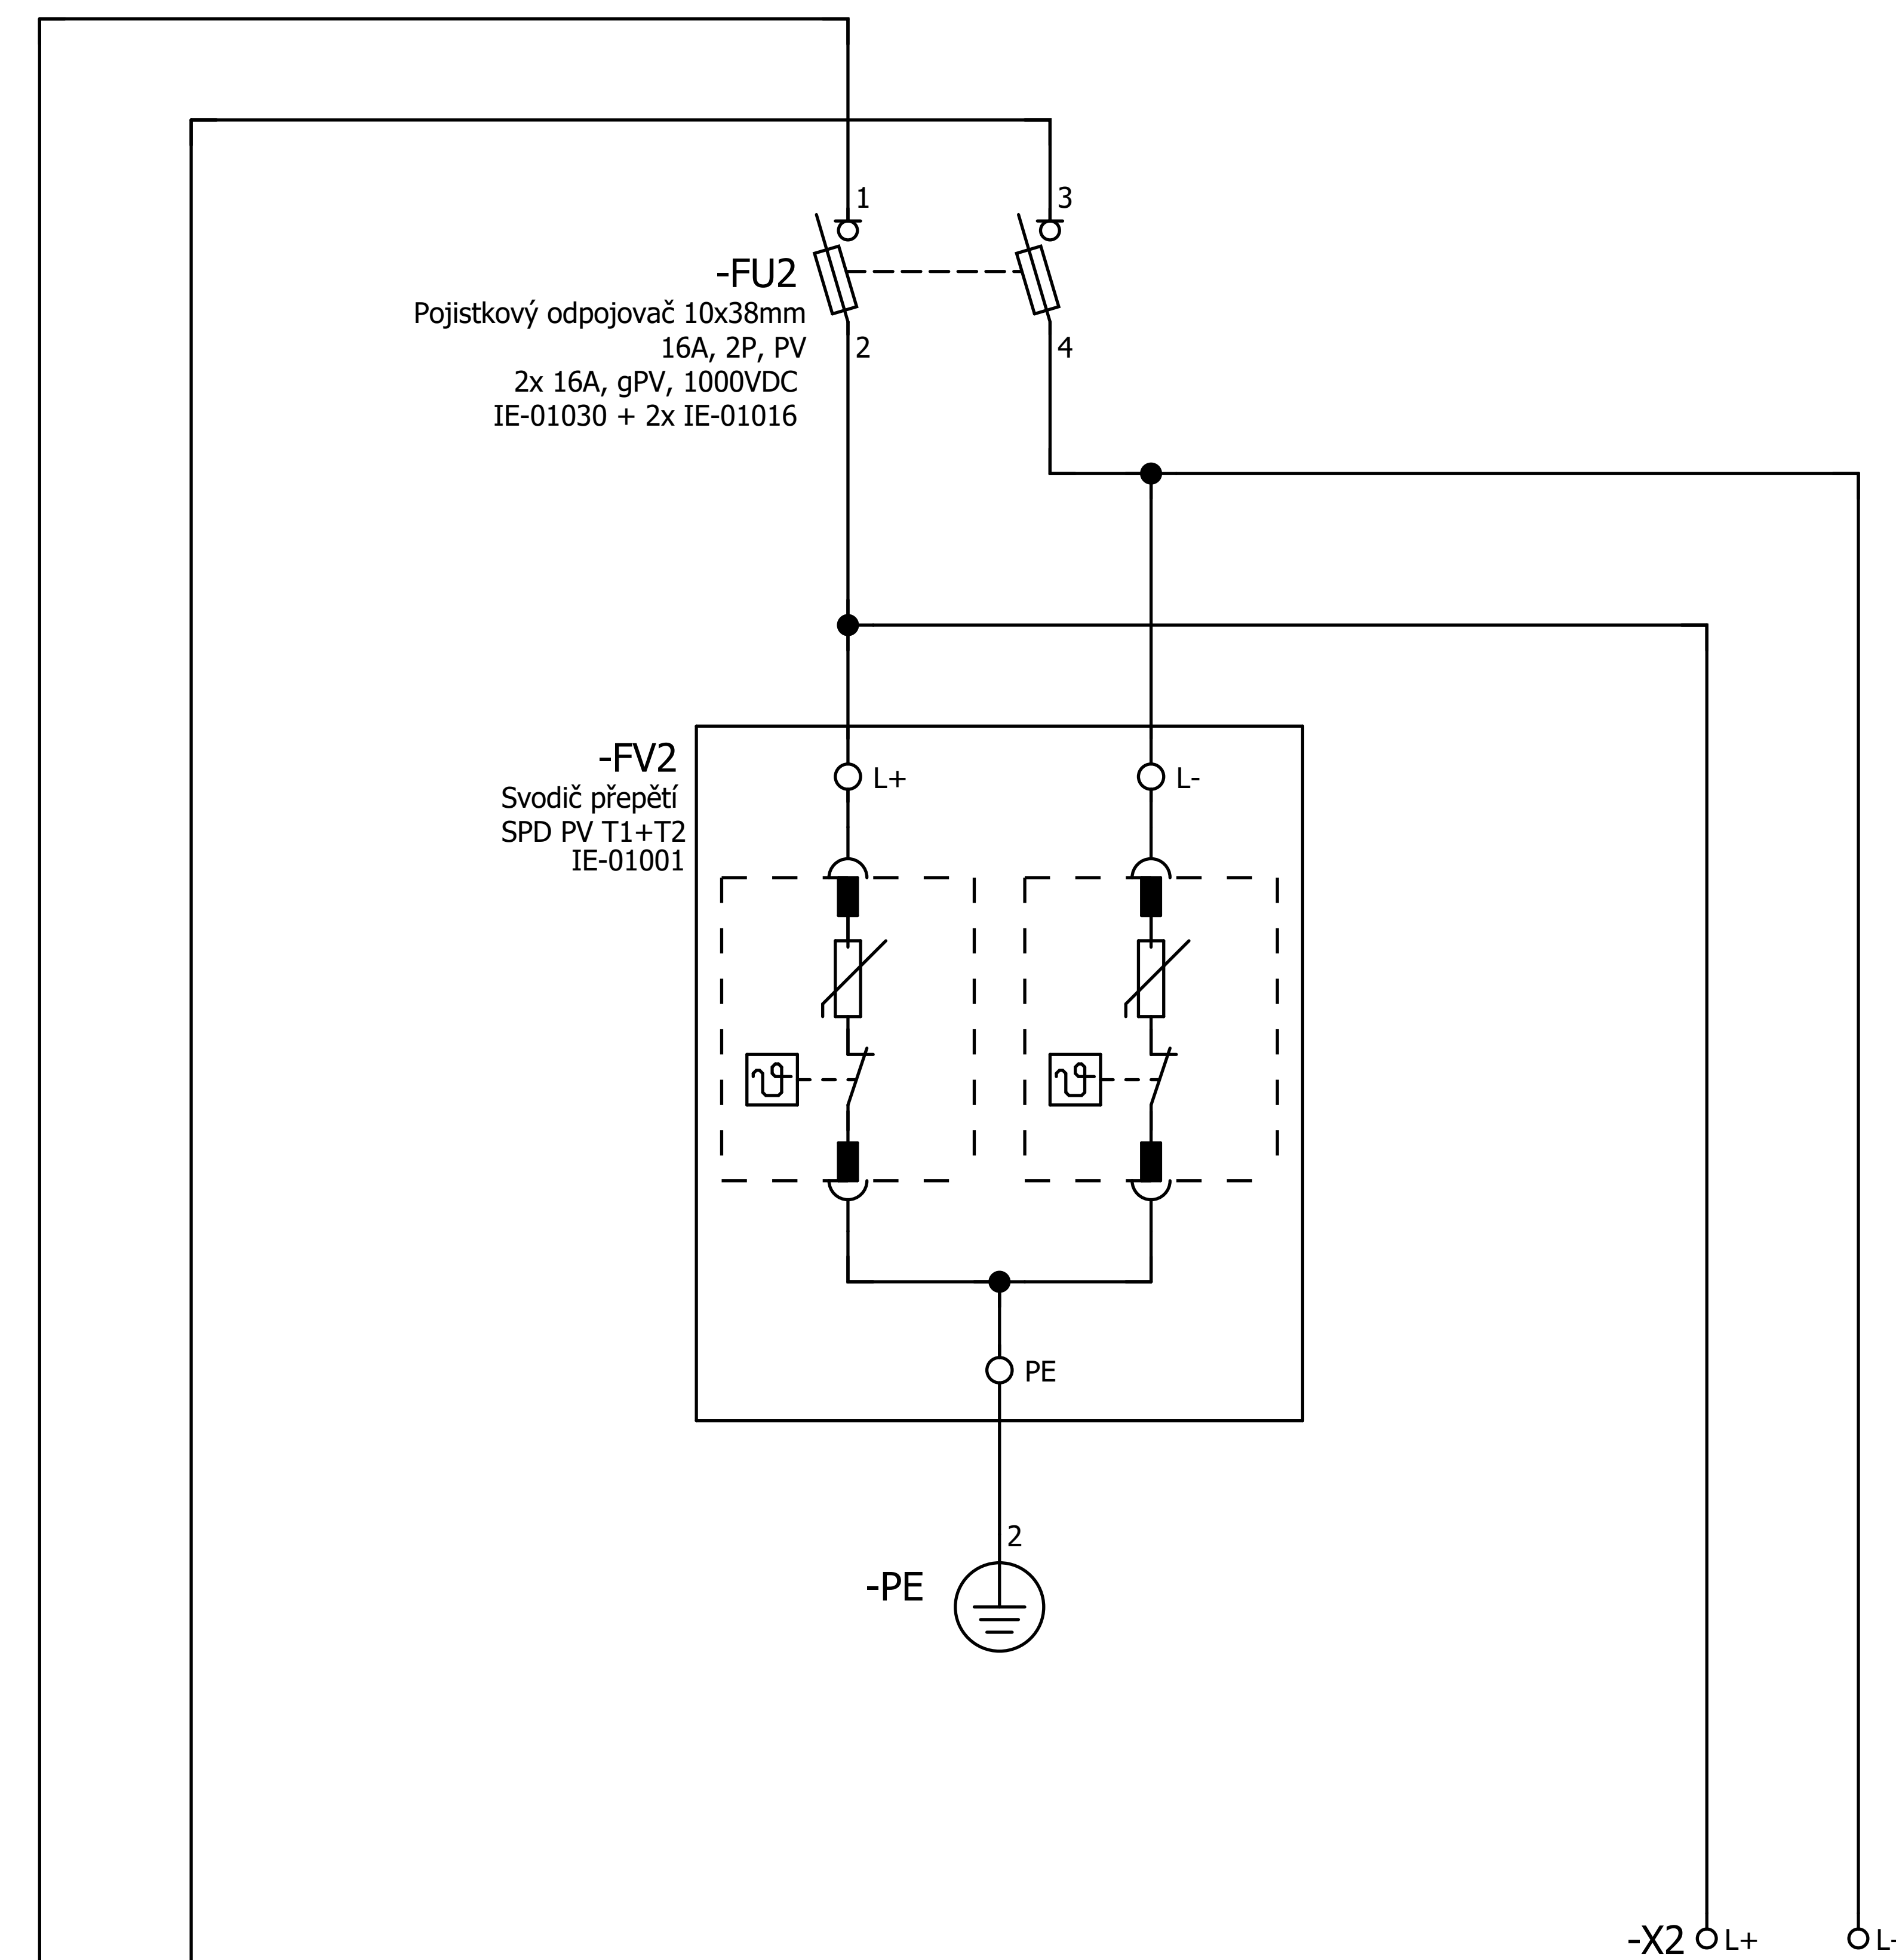 1
3
-FU2
Pojistkový odpojovač 10x38mm
16A, 2P, PV
2
4
2x 16A, gPV, 1000VDC
IE-01030 + 2x IE-01016
-FV2
L+
L-
Svodič přepětí
SPD PV T1+T2
IE-01001
ϑ
ϑ
PE
2
-PE
-X2
L+
L-